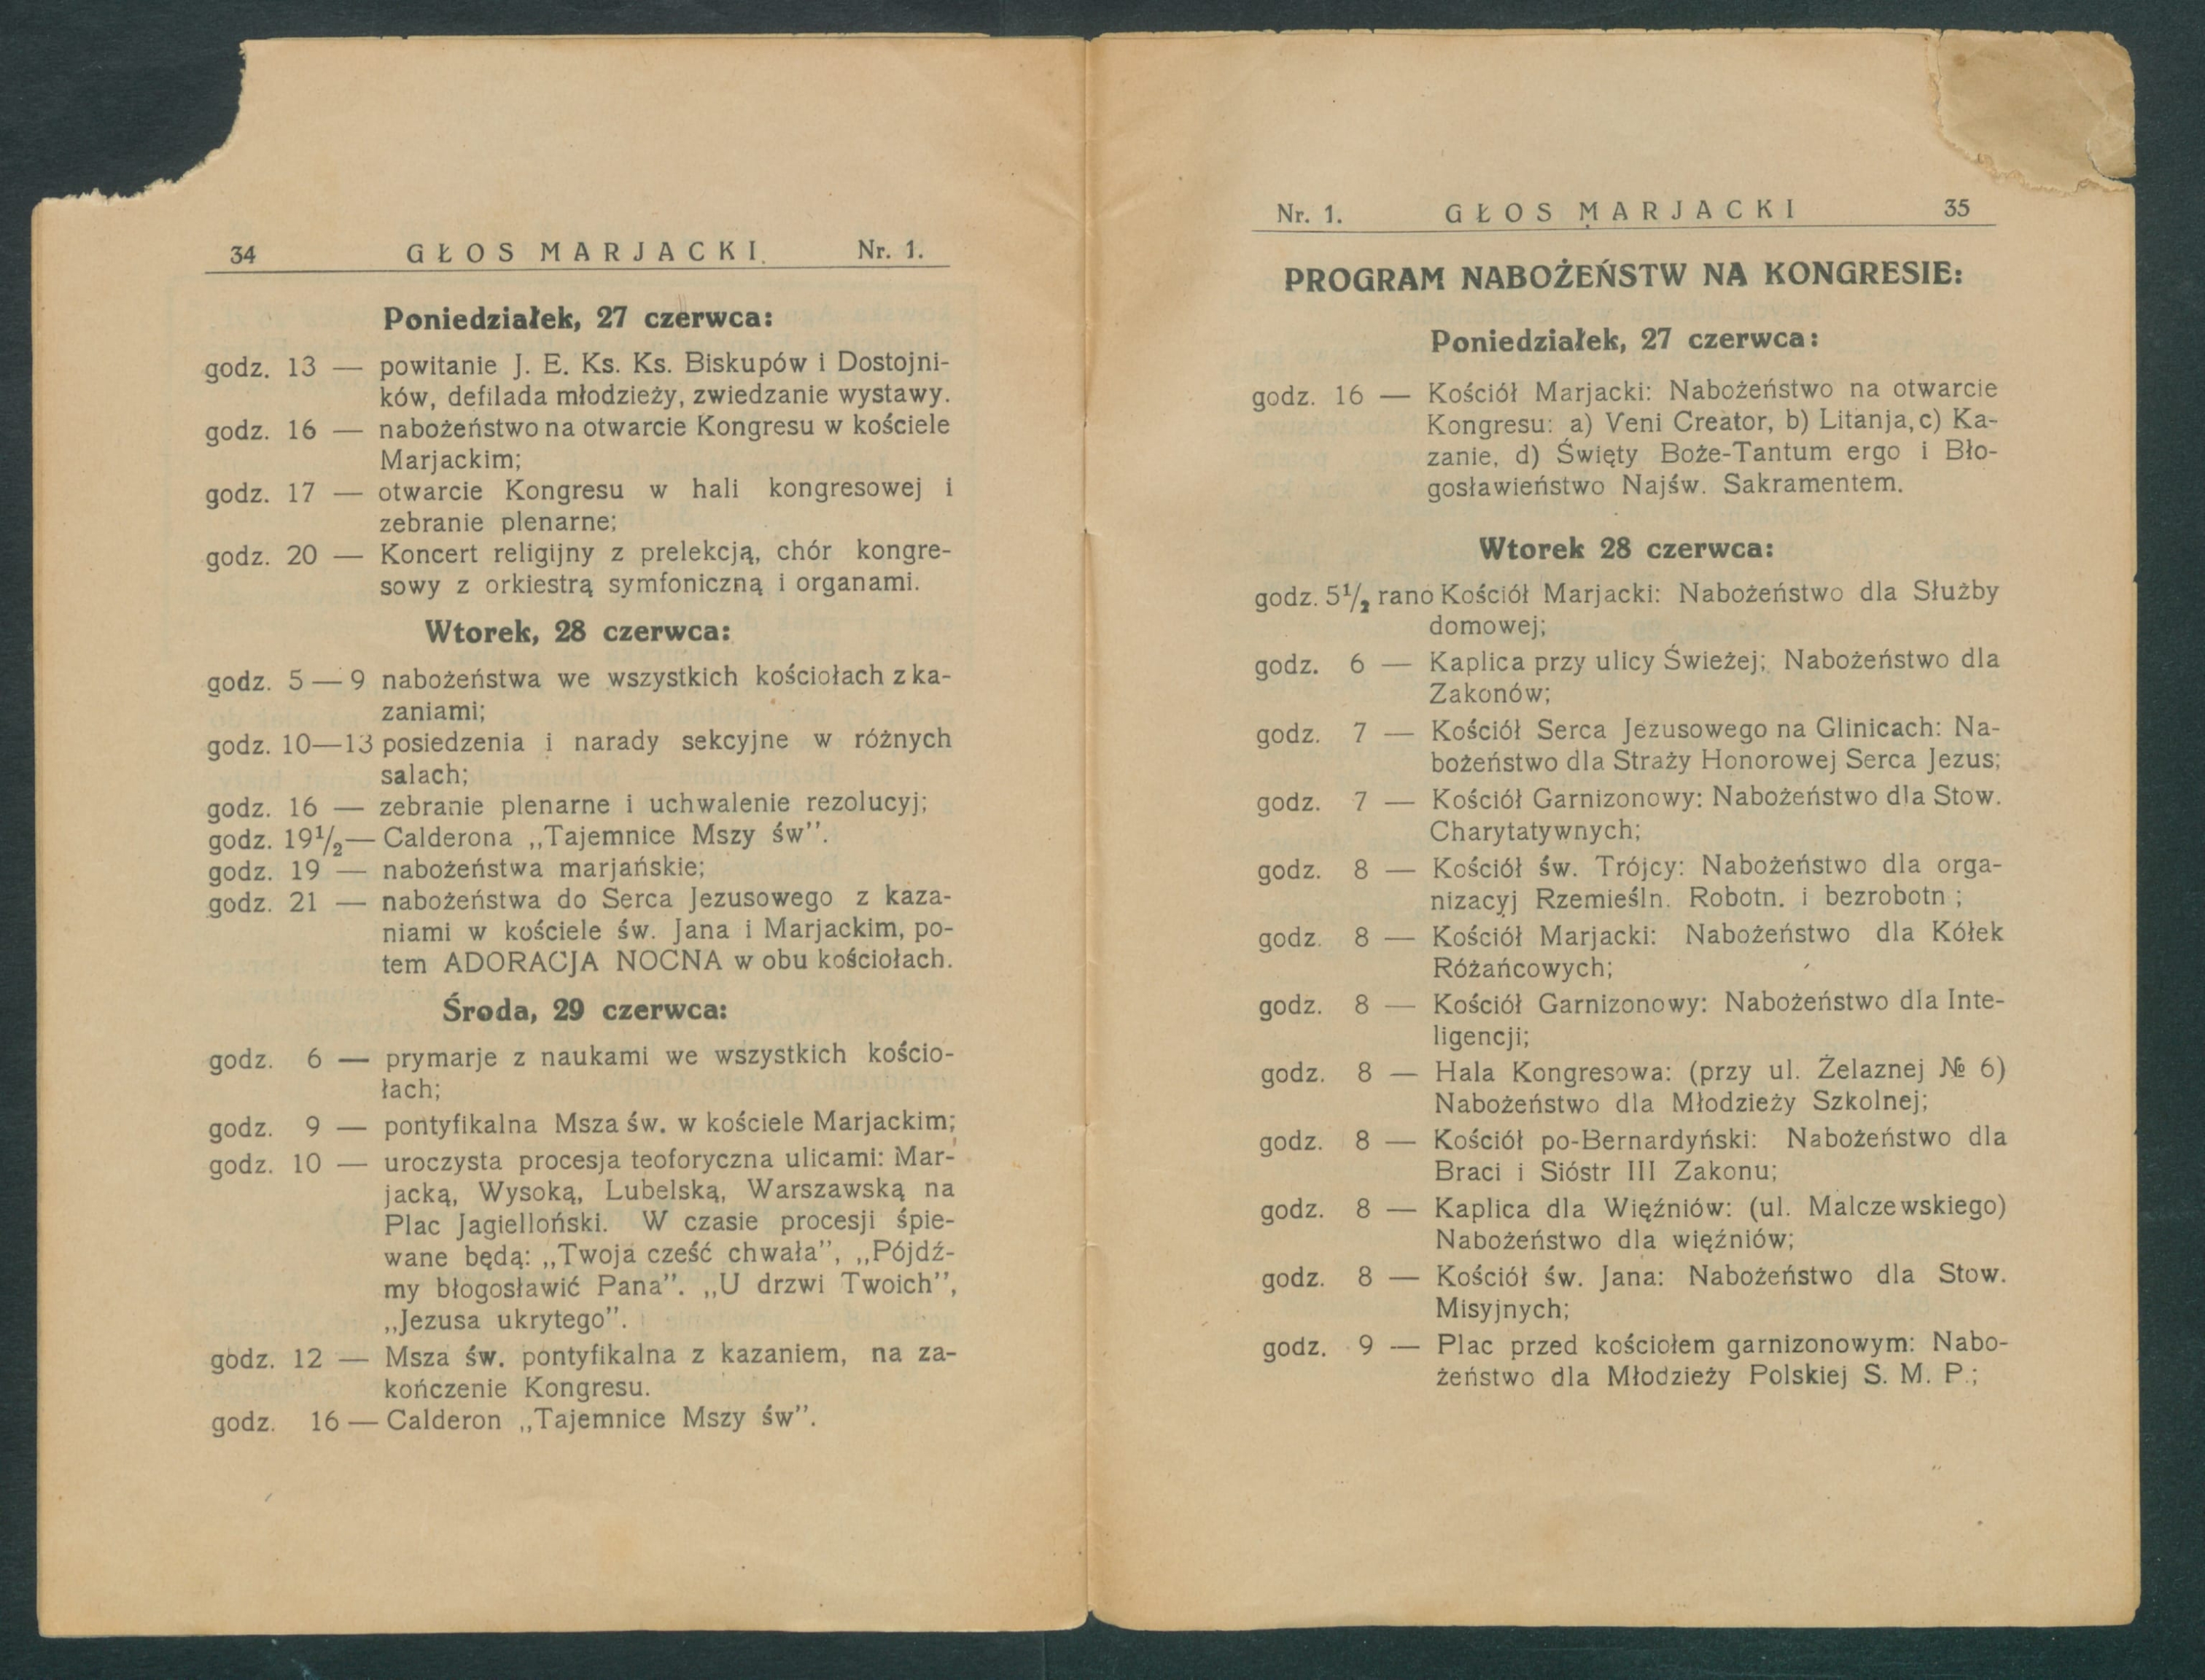 34 GŁOS MARJACKI. Nr. 1.
Poniedziałek, 27 czerwca:
godz. 13 — powitanie J. E. Ks. Ks. Biskupów i Dostojni-
ków, defilada młodzieży, zwiedzanie wystawy.
godz. 16 — nabożeństwo na otwarcie Kongresu w kościele
Marjackim;
godz. 17 — otwarcie Kongresu w hali kongresowej i
zebranie plenarne;
godz. 20 — Koncert religijny z prelekcją, chór kongre-
sowy z orkiestrą symfoniczną i organami.
Wtorek, 28 czerwca:
godz. 5 — 9 nabożeństwa we wszystkich kościołach z ka-
zaniami;
godz. 10—13 posiedzenia i narady sekcyjne w różnych
salach;
godz. 16 — zebranie plenarne i uchwalenie rezolucyj;
godz. 19½— Calderona „Tajemnice Mszy św”.
godz. 19 — nabożeństwa marjańskie;
godz. 21 — nabożeństwa do Serca Jezusowego z kaza-
niami w kościele św. Jana i Marjackim, po-
tem ADORACJA NOCNA w obu kościołach.
Środa, 29 czerwca:
godz. 6 — prymarje z naukami we wszystkich kościo-
łach;
godz. 9 — pontyfikalna Msza św. w kościele Marjackim;
godz. 10 — uroczysta procesja teoforyczna ulicami: Mar-
jacką, Wysoką, Lubelską, Warszawską na
Plac Jagielloński. W czasie procesji śpie-
wane będą: „Twoja cześć chwała”, „Pójdź-
my błogosławić Pana”. „U drzwi Twoich”,
„Jezusa ukrytego”.
godz. 12 — Msza św. pontyfikalna z kazaniem, na za-
kończenie Kongresu.
godz. 16 — Calderon „Tajemnice Mszy św”.
Nr. 1. GŁOS MARJACKI 35
PROGRAM NABOŻEŃSTW NA KONGRESIE:
Poniedziałek, 27 czerwca:
godz. 16 — Kościół Marjacki: Nabożeństwo na otwarcie
Kongresu: a) Veni Creator, b) Litanja, c) Ka-
zanie, d) Święty Boże-Tantum ergo i Bło-
gosławieństwo Najśw. Sakramentem.
Wtorek 28 czerwca:
godz. 5½ rano Kościół Marjacki: Nabożeństwo dla Służby
domowej;
godz. 6 — Kaplica przy ulicy Świeżej; Nabożeństwo dla
Zakonów;
godz. 7 — Kościół Serca Jezusowego na Glinicach: Na-
bożeństwo dla Straży Honorowej Serca Jezus;
godz. 7 — Kościół Garnizonowy: Nabożeństwo dla Stow.
Charytatywnych;
godz. 8 — Kościół św. Trójcy: Nabożeństwo dla orga-
nizacyj Rzemieśln. Robotn. i bezrobotn ;
godz. 8 — Kościół Marjacki: Nabożeństwo dla Kółek
Różańcowych;
godz. 8 — Kościół Garnizonowy: Nabożeństwo dla Inte-
ligencji;
godz. 8 — Hala Kongresowa: (przy ul. Żelaznej № 6)
Nabożeństwo dla Młodzieży Szkolnej;
godz. 8 — Kościół po-Bernardyński: Nabożeństwo dla
Braci i Sióstr III Zakonu;
godz. 8 — Kaplica dla Więźniów: (ul. Malczewskiego)
Nabożeństwo dla więźniów;
godz. 8 — Kościół św. Jana: Nabożeństwo dla Stow.
Misyjnych;
godz. 9 — Plac przed kościołem garnizonowym: Nabo-
żeństwo dla Młodzieży Polskiej S. M. P.;